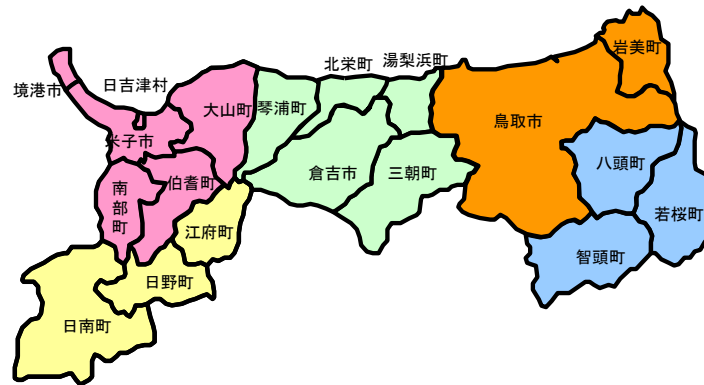 岩美町
北栄町
湯梨浜町
境港市
日吉津村
大山町
琴浦町
鳥取市
米子市
八頭町
伯耆町
倉吉市
三朝町
南部町
若桜町
江府町
智頭町
日野町
日南町